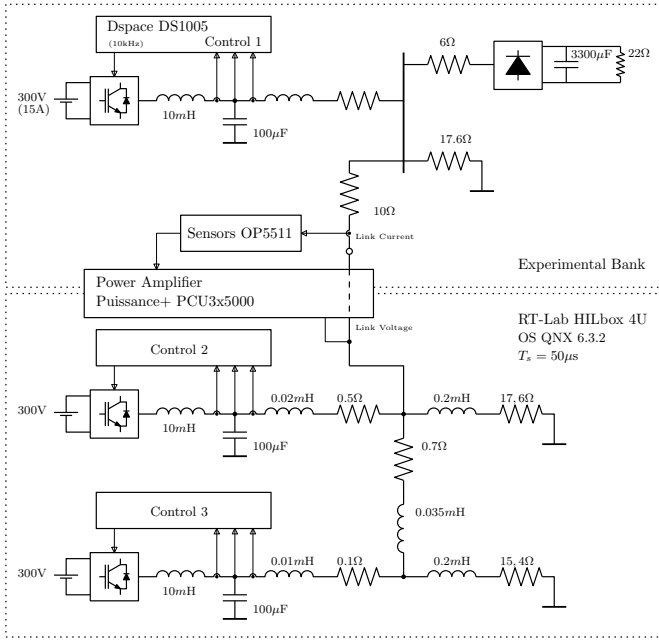 Dspace DS1005
(10kHz)
Control 1
300V
(15A)
10mH
100μF
6Ω
3300μF
22Ω
17.6Ω
10Ω
Link Current
Sensors OP5511
Power Amplifier
Puissance+ PCU3x5000
Experimental Bank
Link Voltage
RT-Lab HILbox 4U
OS QNX 6.3.2
Tₛ = 50μs
Control 2
300V
10mH
100μF
0.02mH
0.5Ω
0.2mH
17,6Ω
0.7Ω
0.035mH
Control 3
300V
10mH
100μF
0.01mH
0.1Ω
0.2mH
15,4Ω